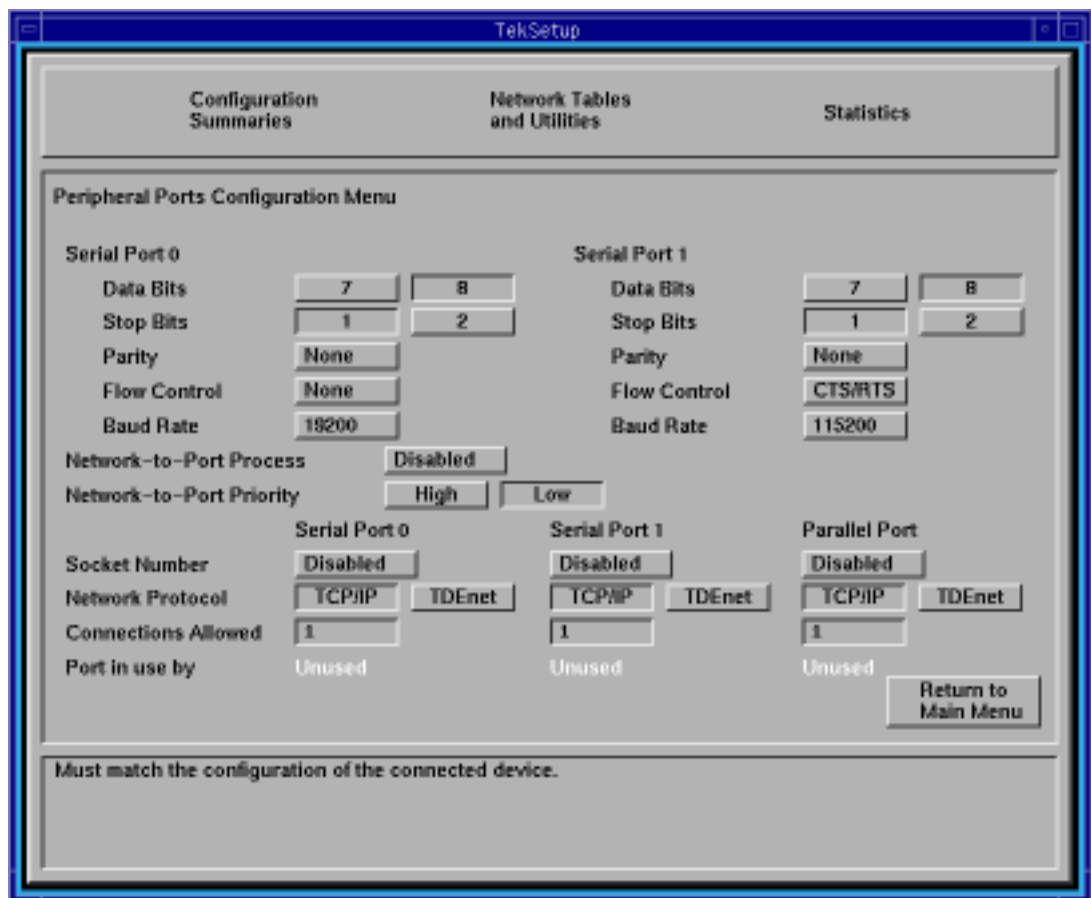 TekSetup
Configuration Summaries
Network Tables and Utilities
Statistics
Peripheral Ports Configuration Menu
Serial Port 0 Serial Port 1
Data Bits 7 8 Data Bits 7 8
Stop Bits 1 2 Stop Bits 1 2
Parity None Parity None
Flow Control None Flow Control CTS/RTS
Baud Rate 19200 Baud Rate 115200
Network-to-Port Process Disabled
Network-to-Port Priority High Low
Serial Port 0 Serial Port 1 Parallel Port
Socket Number Disabled Disabled Disabled
Network Protocol TCP/IP TDEnet TCP/IP TDEnet TCP/IP TDEnet
Connections Allowed 1 1 1
Port in use by Unused Unused Unused
Return to
Main Menu
Must match the configuration of the connected device.